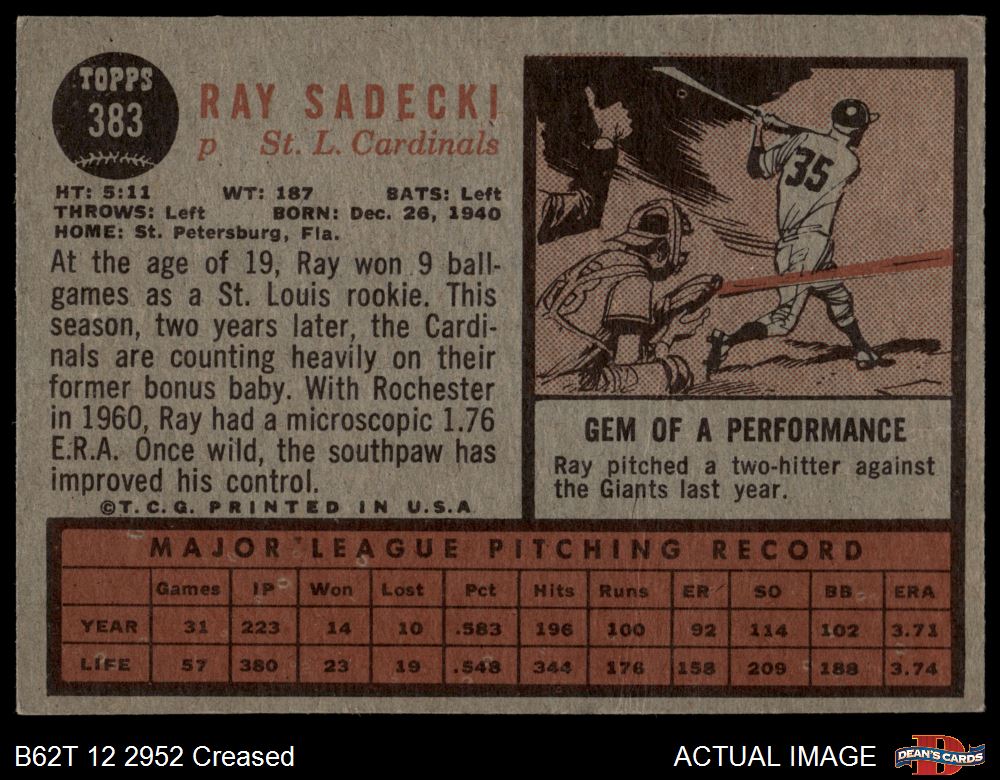 TOPPS
383
RAY SADECKI
p St. L. Cardinals
HT: 5:11 WT: 187 BATS: Left
THROWS: Left BORN: Dec. 26, 1940
HOME: St. Petersburg, Fla.
At the age of 19, Ray won 9 ball-
games as a St. Louis rookie. This
season, two years later, the Cardi-
nals are counting heavily on their
former bonus baby. With Rochester
in 1960, Ray had a microscopic 1.76
E.R.A. Once wild, the southpaw has
improved his control.
©T.C.G. PRINTED IN U.S.A
35
GEM OF A PERFORMANCE
Ray pitched a two-hitter against
the Giants last year.
MAJOR LEAGUE PITCHING RECORD
Games IP Won Lost Pct Hits Runs ER SO BB ERA
YEAR 31 223 14 10 .583 196 100 92 114 102 3.71
LIFE 57 380 23 19 .548 344 176 158 209 188 3.74
B62T 12 2952 Creased
ACTUAL IMAGE
DEAN'S CARDS